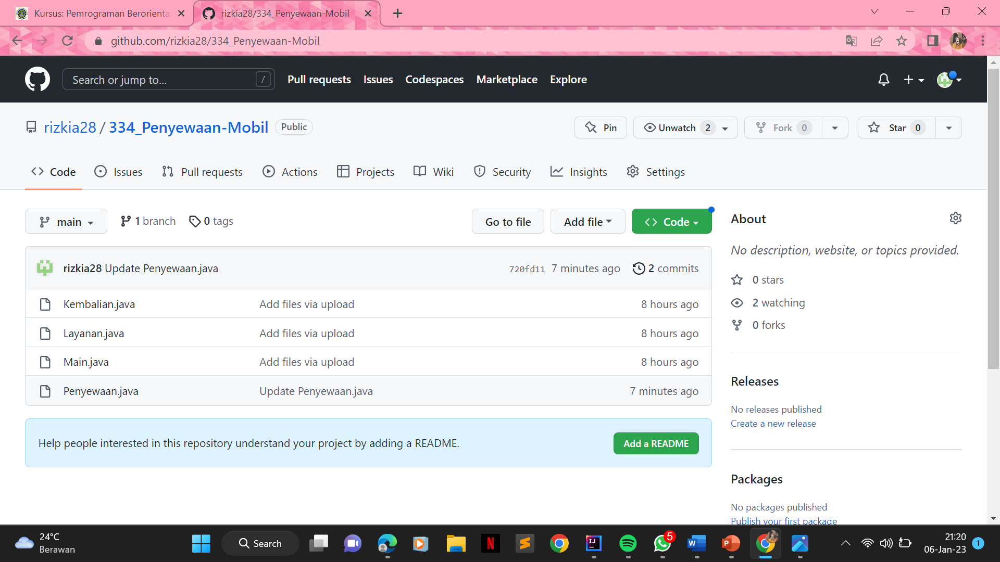 Kursus: Pemrograman Berorienta
rizkia28/334_Penyewaan-Mobil
github.com/rizkia28/334_Penyewaan-Mobil
Search or jump to... /
Pull requests Issues Codespaces Marketplace Explore
rizkia28 / 334_Penyewaan-Mobil Public
Pin Unwatch 2 Fork 0 Star 0
Code Issues Pull requests Actions Projects Wiki Security Insights Settings
main 1 branch 0 tags Go to file Add file Code
rizkia28 Update Penyewaan.java 720fd11 7 minutes ago 2 commits
Kembalian.java Add files via upload 8 hours ago
Layanan.java Add files via upload 8 hours ago
Main.java Add files via upload 8 hours ago
Penyewaan.java Update Penyewaan.java 7 minutes ago
Help people interested in this repository understand your project by adding a README. Add a README
About
No description, website, or topics provided.
0 stars
2 watching
0 forks
Releases
No releases published
Create a new release
Packages
No packages published
Publish your first package
24°C
Berawan
Search
5
21:20
06-Jan-23
1